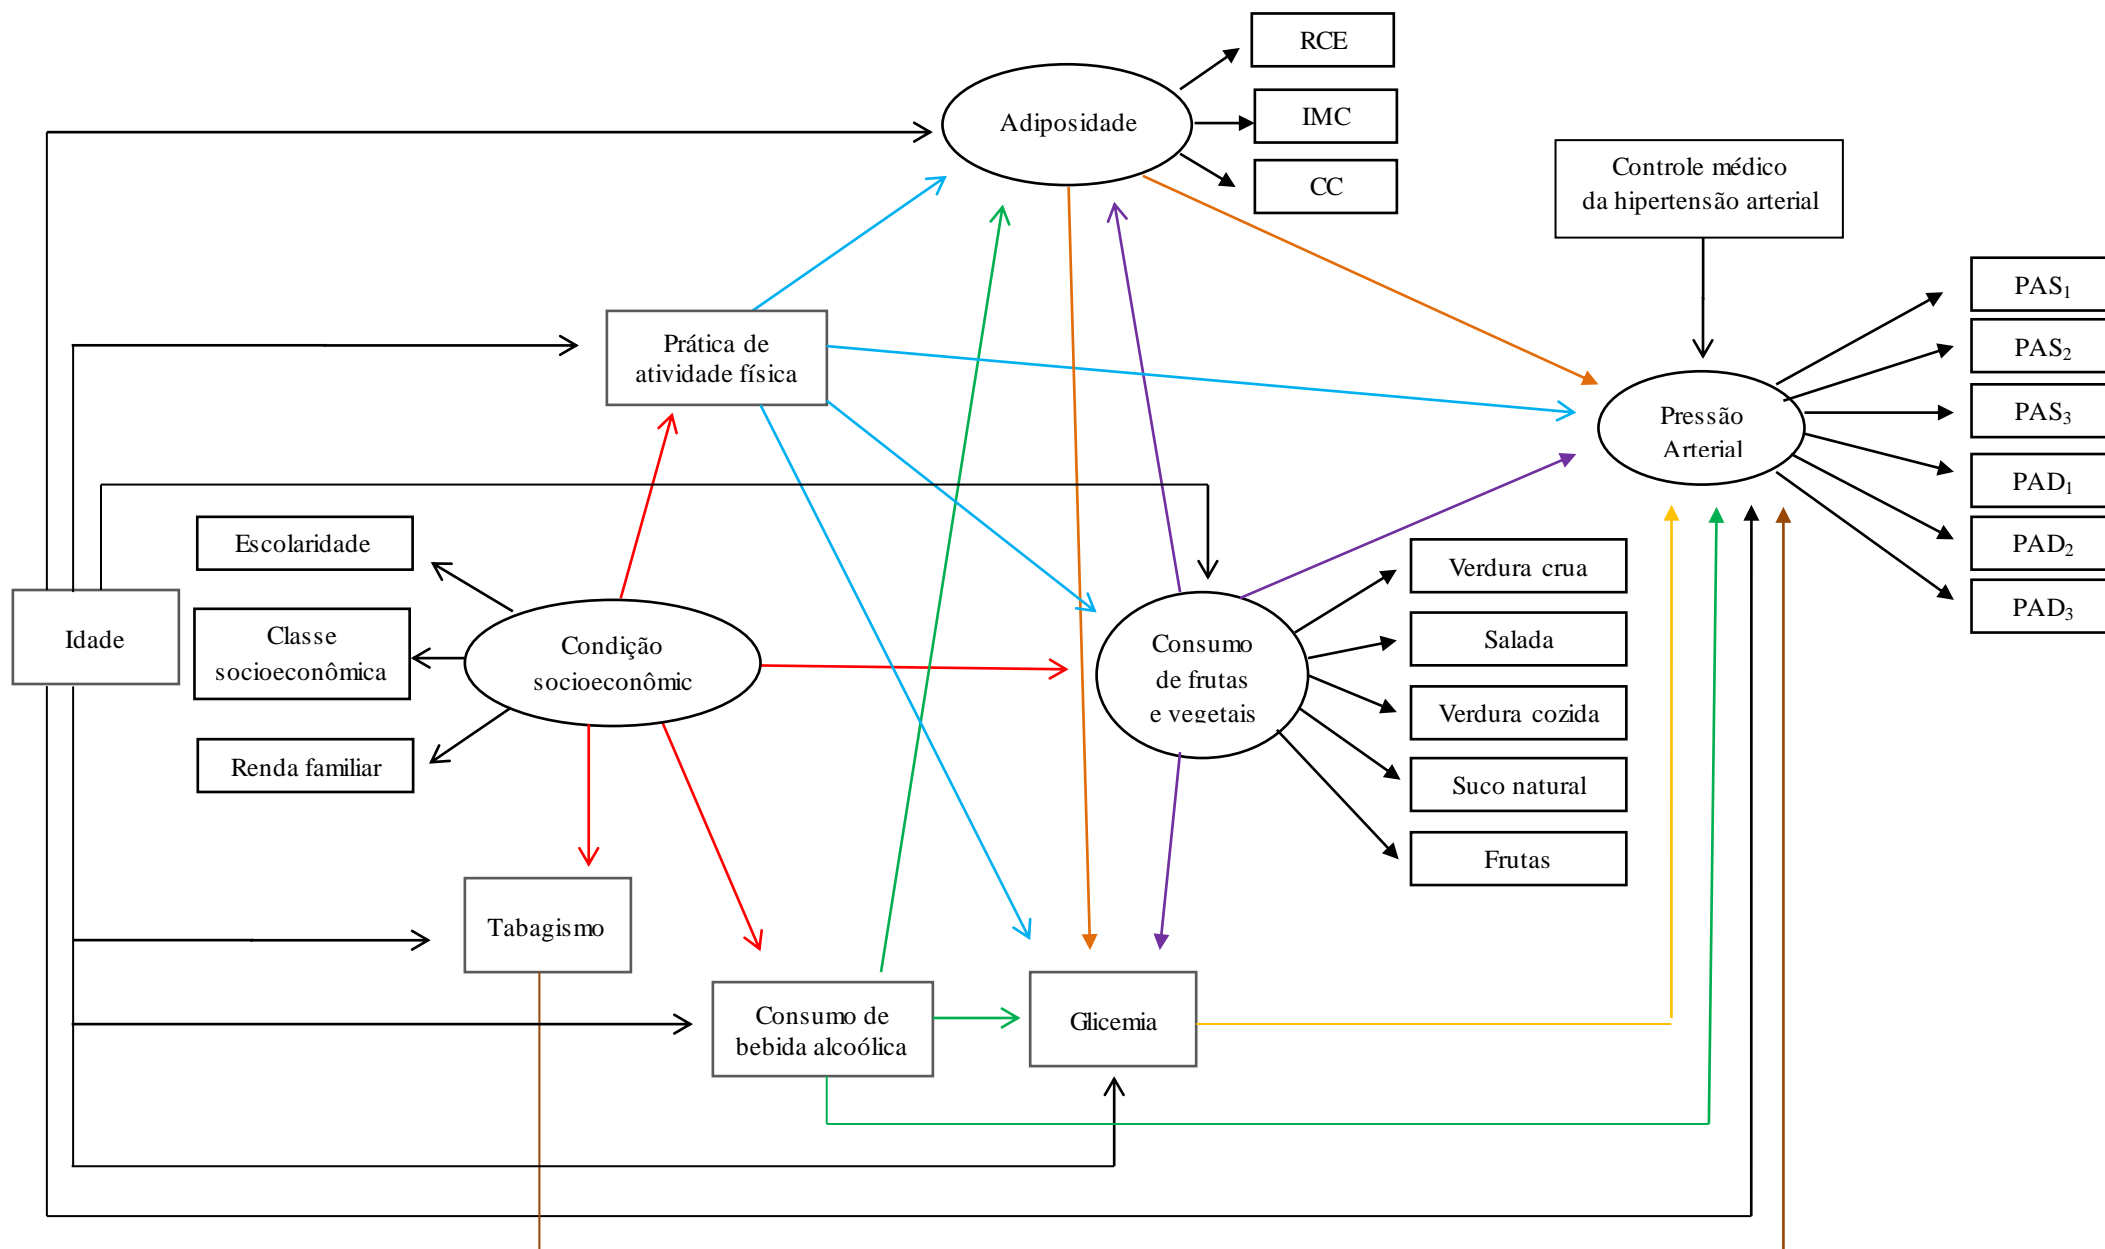 RCE
Adiposidade
IMC
CC
Controle médico
da hipertensão arterial
PAS1
PAS2
PAS3
PAD1
PAD2
PAD3
Prática de
atividade física
Pressão
Arterial
Escolaridade
Idade
Classe
socioeconômica
Condição
socioeconômic
Renda familiar
Consumo
de frutas
e vegetais
Verdura crua
Salada
Verdura cozida
Suco natural
Frutas
Tabagismo
Consumo de
bebida alcoólica
Glicemia